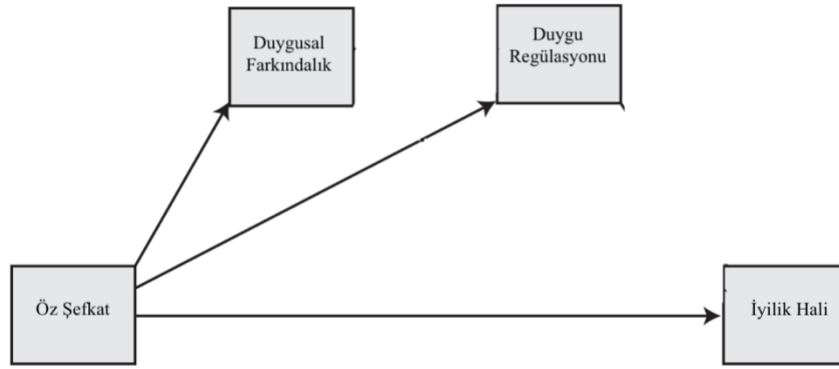 Duygusal
Farkındalık
Duygu
Regülasyonu
Öz Şefkat
İyilik Hali